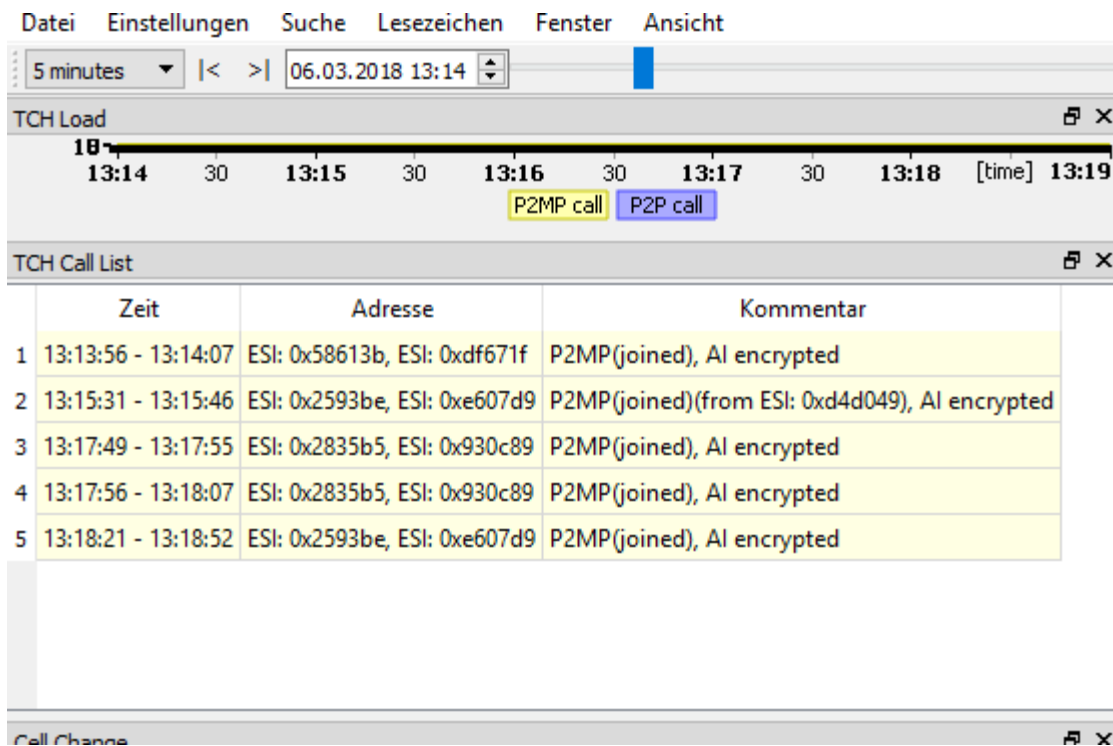 Datei Einstellungen Suche Lesezeichen Fenster Ansicht
5 minutes |< >| 06.03.2018 13:14
TCH Load
13:14 30 13:15 30 13:16 30 13:17 30 13:18 [time] 13:19
P2MP call P2P call
TCH Call List
Zeit Adresse Kommentar
1 13:13:56 - 13:14:07 ESI: 0x58613b, ESI: 0xdf671f P2MP(joined), AI encrypted
2 13:15:31 - 13:15:46 ESI: 0x2593be, ESI: 0xe607d9 P2MP(joined)(from ESI: 0xd4d049), AI encrypted
3 13:17:49 - 13:17:55 ESI: 0x2835b5, ESI: 0x930c89 P2MP(joined), AI encrypted
4 13:17:56 - 13:18:07 ESI: 0x2835b5, ESI: 0x930c89 P2MP(joined), AI encrypted
5 13:18:21 - 13:18:52 ESI: 0x2593be, ESI: 0xe607d9 P2MP(joined), AI encrypted
Cell Change